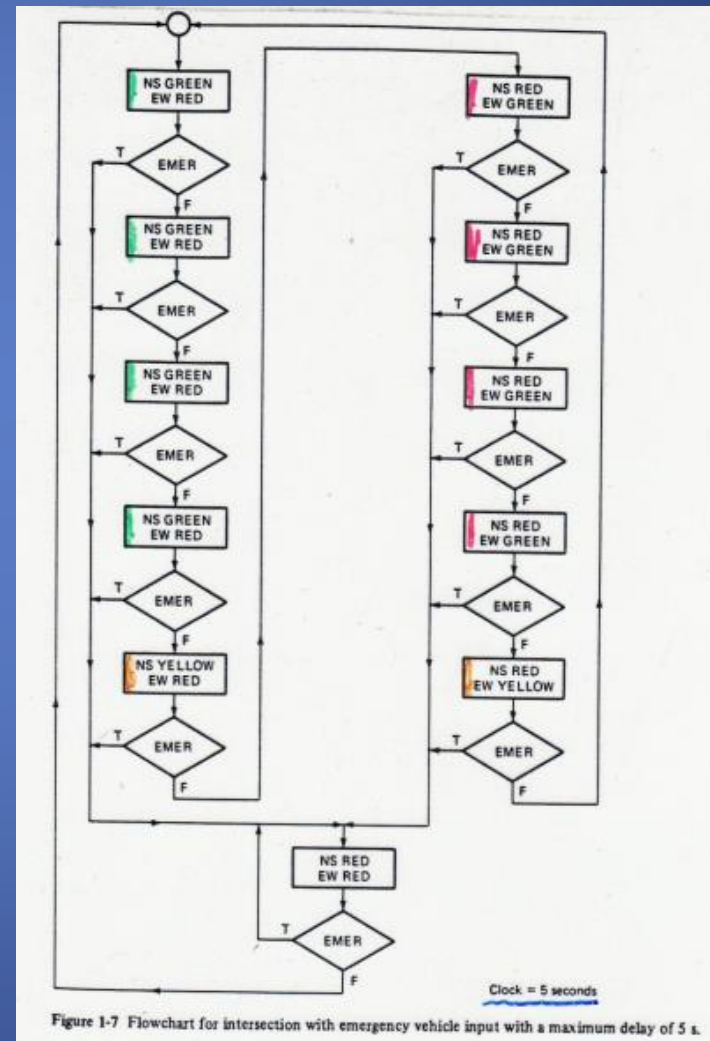 NS GREEN
EW RED
T
EMER
F
NS GREEN
EW RED
T
EMER
F
NS GREEN
EW RED
T
EMER
F
NS GREEN
EW RED
T
EMER
F
NS YELLOW
EW RED
T
EMER
F
NS RED
EW GREEN
T
EMER
F
NS RED
EW GREEN
T
EMER
F
NS RED
EW GREEN
T
EMER
F
NS RED
EW GREEN
T
EMER
F
NS RED
EW YELLOW
T
EMER
F
NS RED
EW RED
T
EMER
F
Clock = 5 seconds
Figure 1-7 Flowchart for intersection with emergency vehicle input with a maximum delay of 5 s.